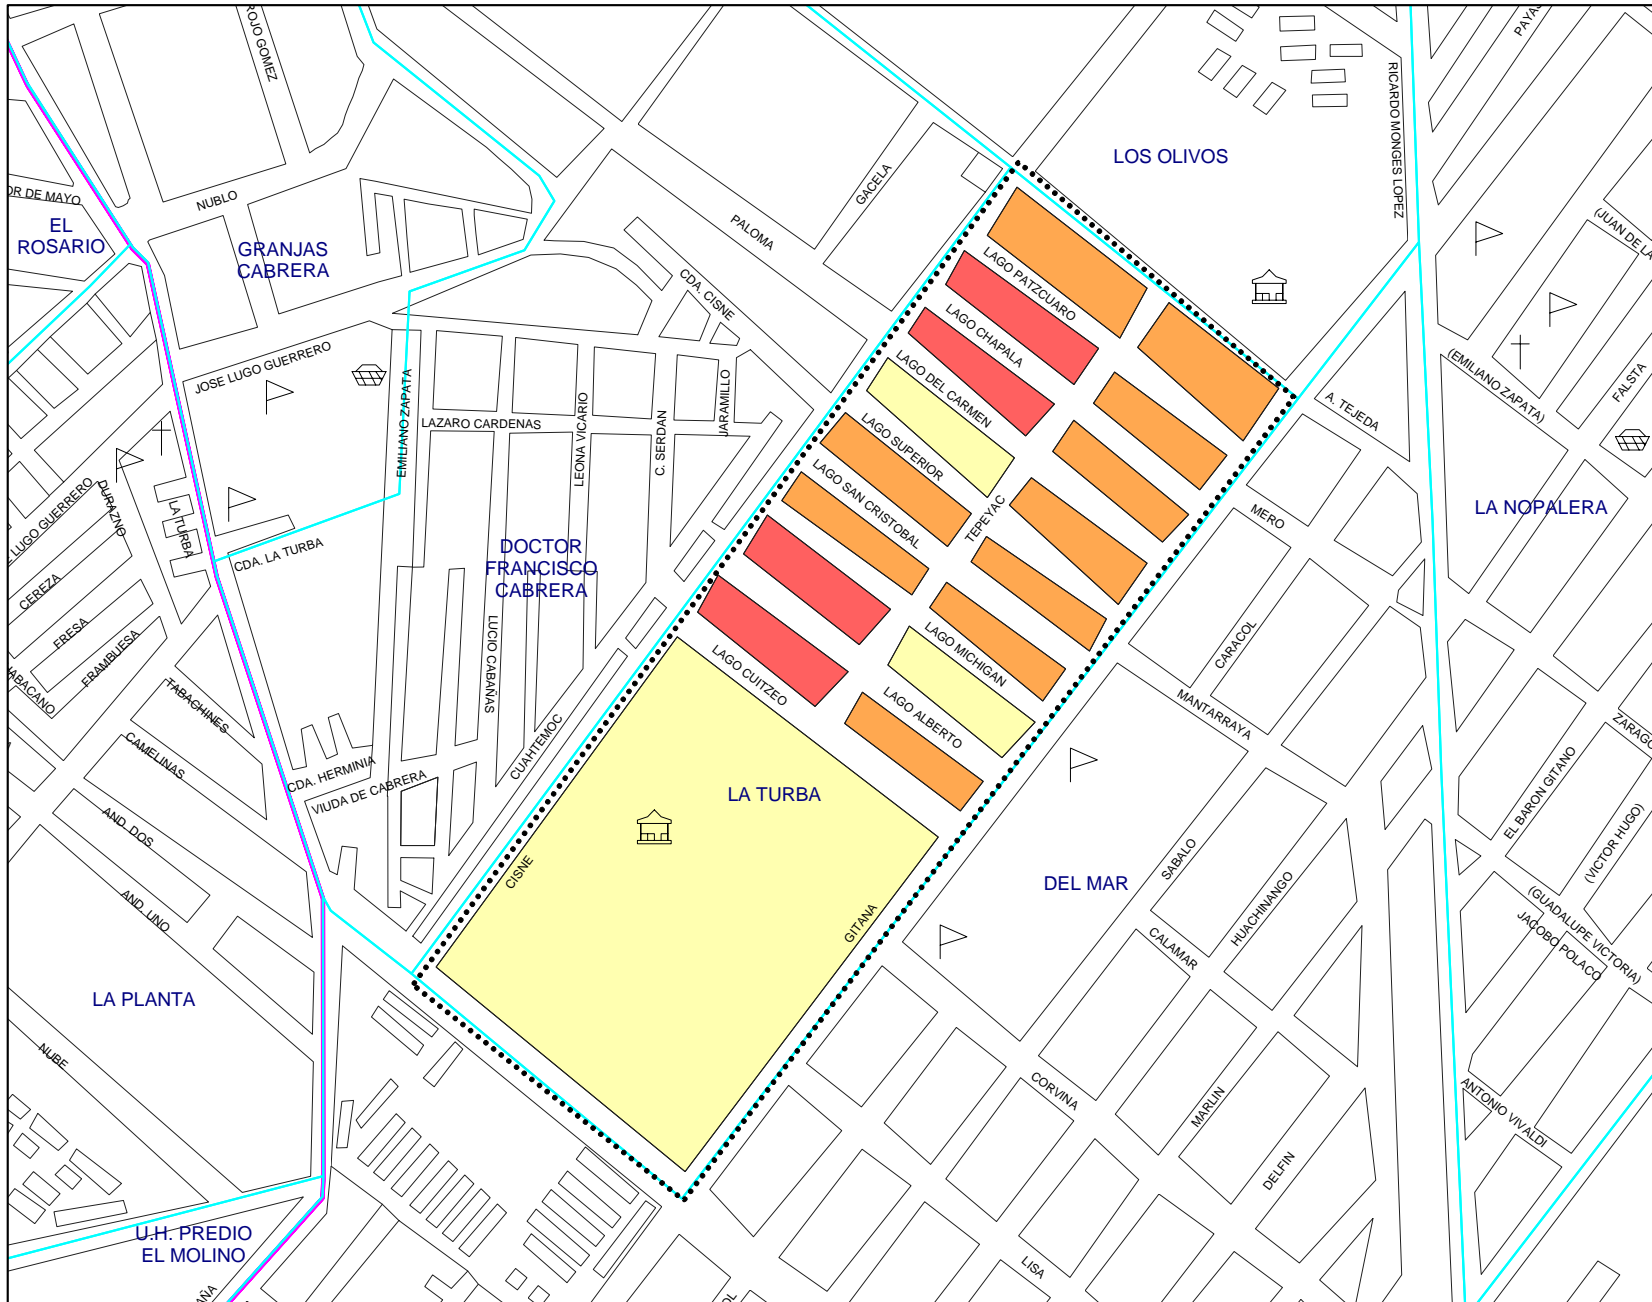 ROJO GOMEZ
RICARDO MONGES LOPEZ
LOS OLIVOS
OR DE MAYO
NUBLO
GACELA
PALOMA
EL
ROSARIO
GRANJAS
CABRERA
CDA. CISNE
LAGO PATZCUARO
LAGO CHAPALA
LAGO DEL CARMEN
LAGO SUPERIOR
LAGO SAN CRISTOBAL
TEPEYAC
LAGO MICHIGAN
LAGO ALBERTO
LAGO CUITZEO
JOSE LUGO GUERRERO
EMILIANO ZAPATA
LAZARO CARDENAS
LEONA VICARIO
C. SERDAN
JARAMILLO
A. TEJEDA
(JUAN DE LA
(EMILIANO ZAPATA)
FALSTA
LA NOPALERA
MERO
LUGO GUERRERO
DURAZNO
LA TURBA
CDA. LA TURBA
CEREZA
FRESA
FRAMBUESA
TABACHINES
CAMELINAS
DOCTOR
FRANCISCO
CABRERA
LUCIO CABAÑAS
CUAHTEMOC
CDA. HERMINIA
VIUDA DE CABRERA
AND. DOS
AND. UNO
LA TURBA
CISNE
GITANA
DEL MAR
CARACOL
MANTARRAYA
SABALO
HUACHINANGO
CALAMAR
EL BARON GITANO
(VICTOR HUGO)
(GUADALUPE VICTORIA)
JACOBO POLACO
ANTONIO VIVALDI
CORVINA
MARLIN
DELFIN
LISA
LA PLANTA
NUBE
U.H. PREDIO
EL MOLINO